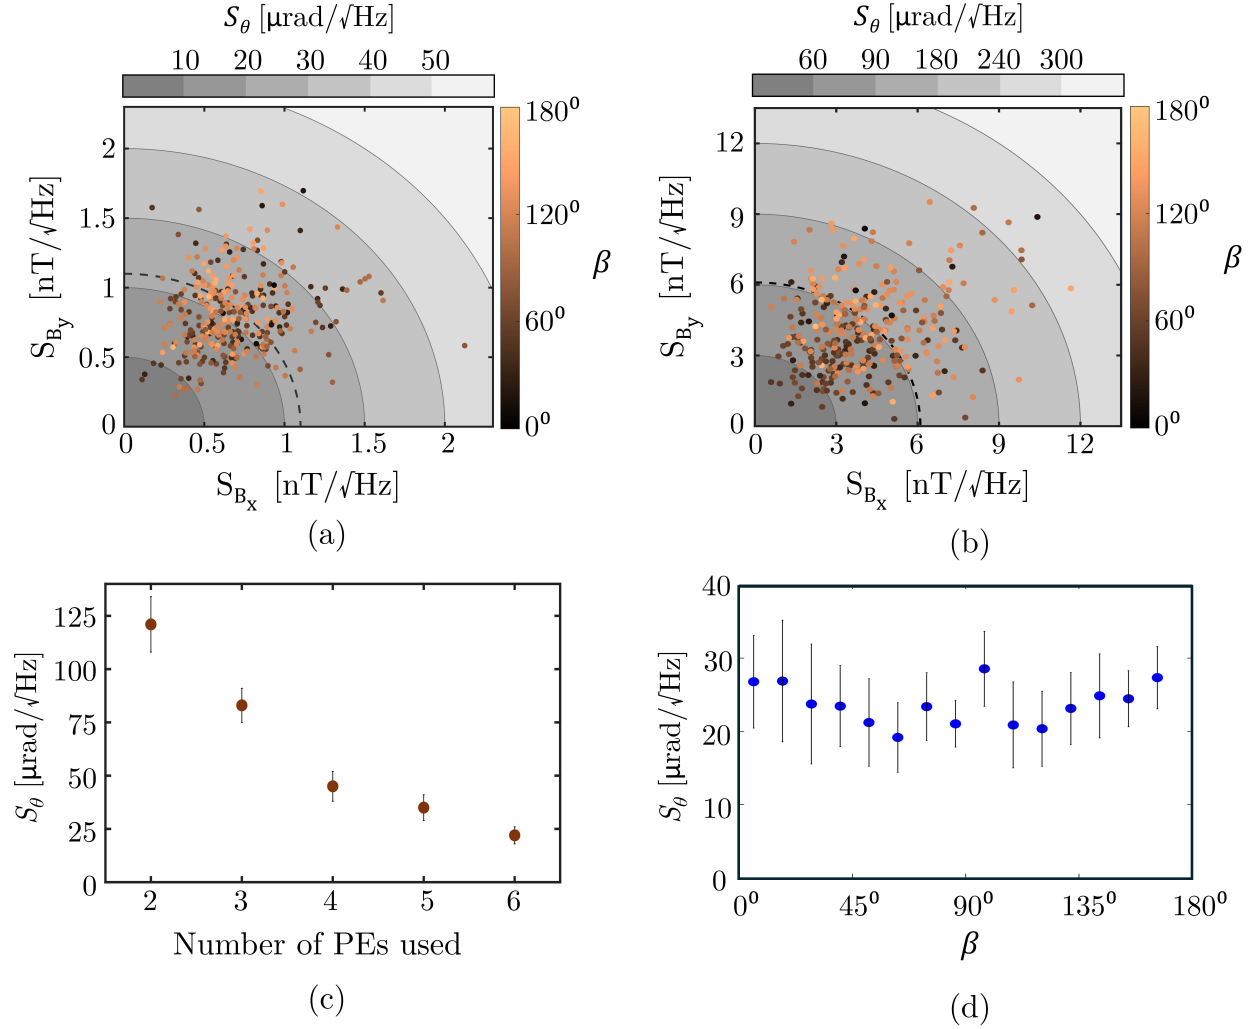 S_θ [μrad/√Hz]
10 20 30 40 50
2
1.5
1
0.5
0
S_B_y [nT/√Hz]
0 0.5 1 1.5 2
S_B_x [nT/√Hz]
180⁰
120⁰
60⁰
0⁰
β
(a)
S_θ [μrad/√Hz]
60 90 180 240 300
12
9
6
3
0
S_B_y [nT/√Hz]
0 3 6 9 12
S_B_x [nT/√Hz]
180⁰
120⁰
60⁰
0⁰
β
(b)
125
100
75
50
25
0
S_θ [μrad/√Hz]
2 3 4 5 6
Number of PEs used
(c)
40
30
20
10
0
S_θ [μrad/√Hz]
0⁰ 45⁰ 90⁰ 135⁰ 180⁰
β
(d)